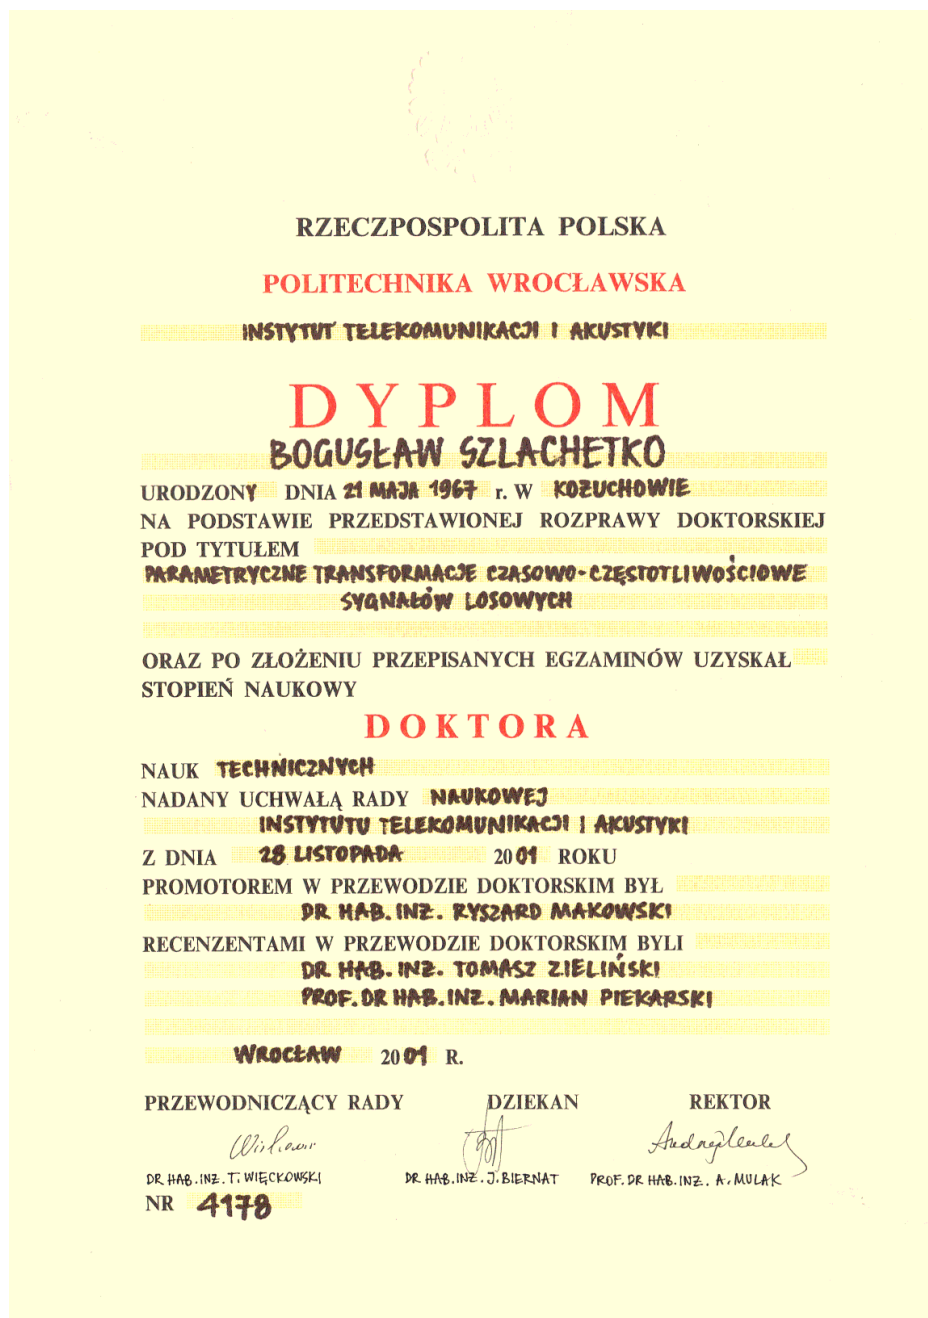 RZECZPOSPOLITA POLSKA
POLITECHNIKA WROCŁAWSKA
INSTYTUT TELEKOMUNIKACJI I AKUSTYKI
DYPLOM
BOGUSŁAW SZLACHETKO
URODZONY DNIA 21 MAJA 1967 r. W KOŻUCHOWIE
NA PODSTAWIE PRZEDSTAWIONEJ ROZPRAWY DOKTORSKIEJ
POD TYTUŁEM
PARAMETRYCZNE TRANSFORMACJE CZASOWO-CZĘSTOTLIWOŚCIOWE
SYGNAŁÓW LOSOWYCH
ORAZ PO ZŁOŻENIU PRZEPISANYCH EGZAMINÓW UZYSKAŁ
STOPIEŃ NAUKOWY
DOKTORA
NAUK TECHNICZNYCH
NADANY UCHWAŁĄ RADY NAUKOWEJ
INSTYTUTU TELEKOMUNIKACJI I AKUSTYKI
Z DNIA 28 LISTOPADA 2001 ROKU
PROMOTOREM W PRZEWODZIE DOKTORSKIM BYŁ
DR HAB. INŻ. RYSZARD MAKOWSKI
RECENZENTAMI W PRZEWODZIE DOKTORSKIM BYLI
DR HAB. INŻ. TOMASZ ZIELIŃSKI
PROF. DR HAB. INŻ. MARIAN PIEKARSKI
WROCŁAW 2001 R.
PRZEWODNICZĄCY RADY DZIEKAN REKTOR
DR HAB. INŻ. T. WIĘCKOWSKI DR HAB. INŻ. J. BIERNAT PROF. DR HAB. INŻ. A. MULAK
NR 4178